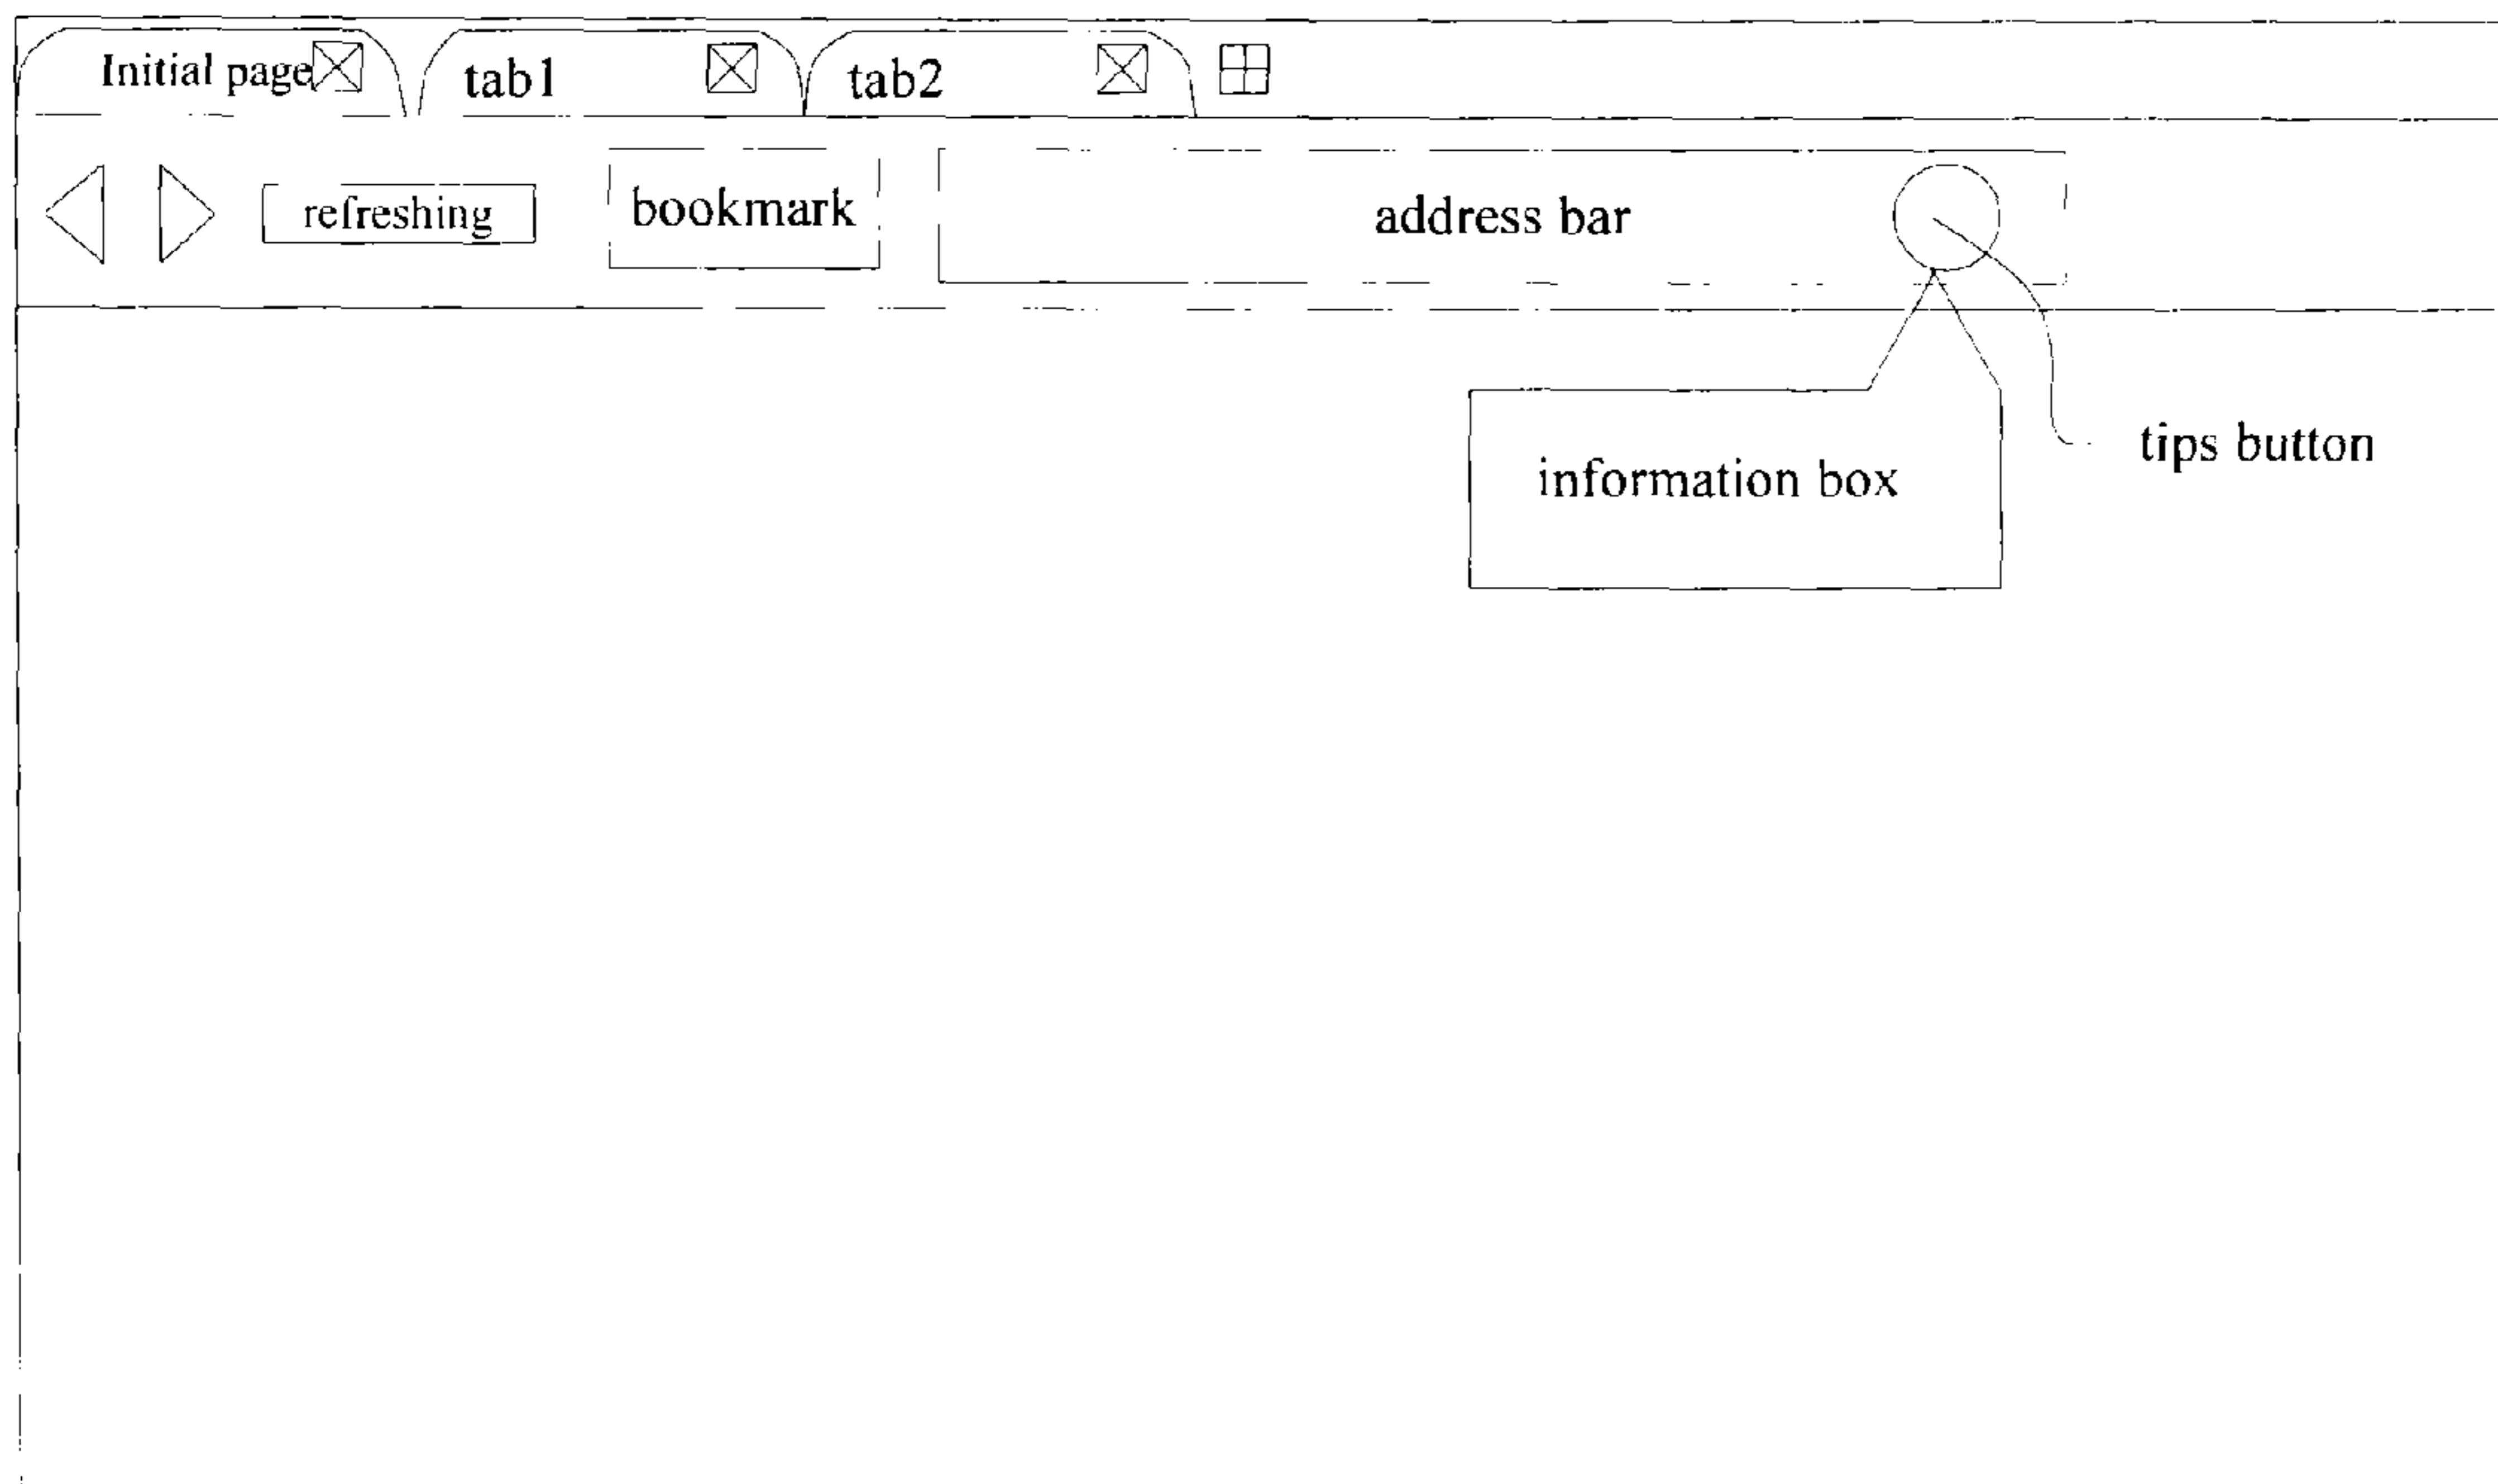 Initial page
tab1
tab2
refreshing
bookmark
address bar
tips button
information box